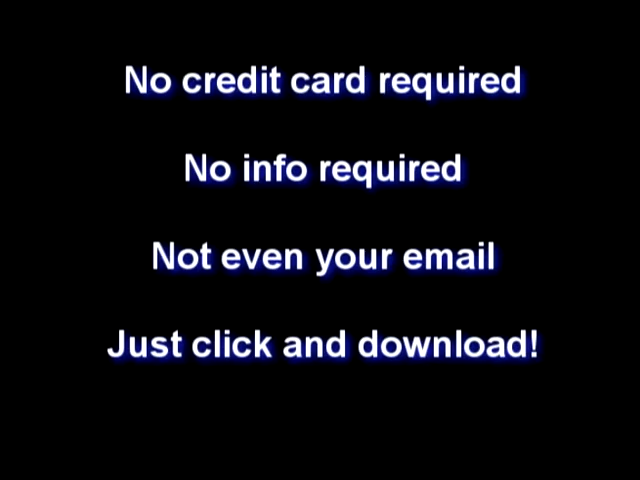 No credit card required
No info required
Not even your email
Just click and download!